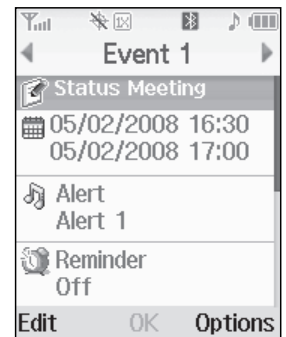 1X
Event 1
Status Meeting
05/02/2008 16:30
05/02/2008 17:00
Alert
Alert 1
Reminder
Off
Edit OK Options